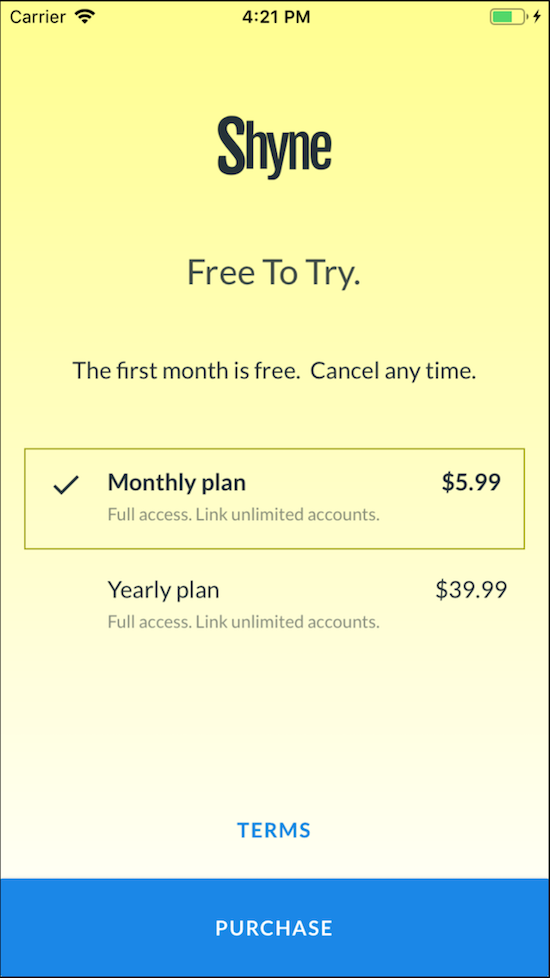 Carrier 4:21 PM
Shyne
Free To Try.
The first month is free.  Cancel any time.
Monthly plan $5.99
Full access. Link unlimited accounts.
Yearly plan $39.99
Full access. Link unlimited accounts.
TERMS
PURCHASE